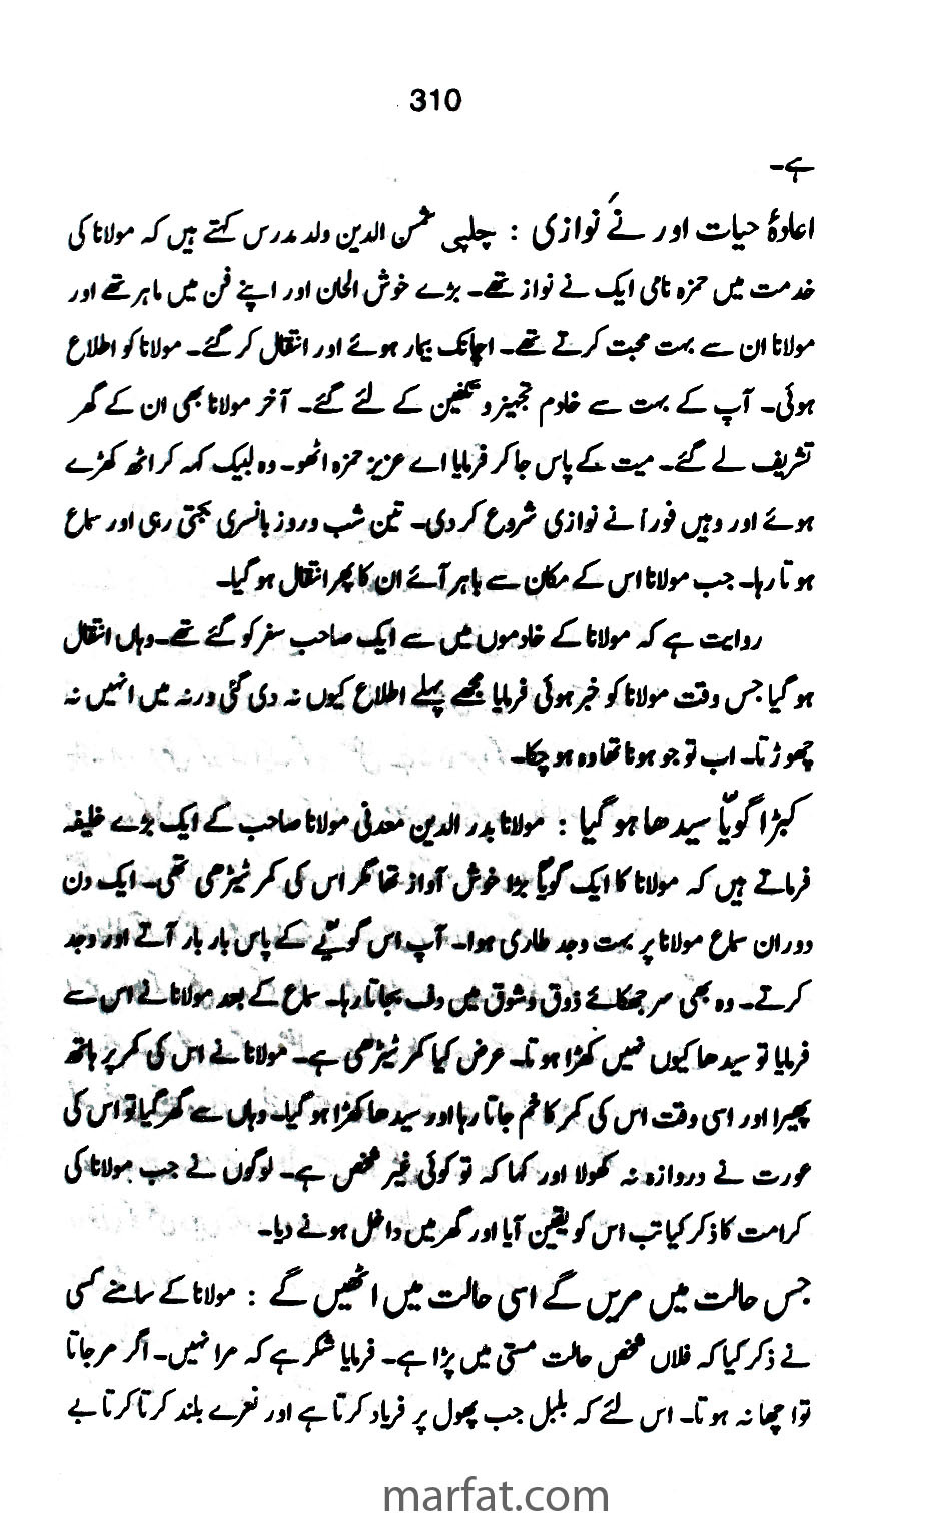 310
ہے۔
اعادۂ حیات اور نَے نوازی : چلپی شمس الدین ولد مدرس کہتے ہیں کہ مولانا کی
خدمت میں حمزہ نامی ایک نے نواز تھے۔ بڑے خوش الحان اور اپنے فن میں ماہر تھے اور
مولانا ان سے بہت محبت کرتے تھے۔ اچانک بیمار ہوئے اور انتقال کر گئے۔ مولانا کو اطلاع
ہوئی۔ آپ کے بہت سے خادم تجہیز و تکفین کے لئے گئے۔ آخر مولانا بھی ان کے گھر
تشریف لے گئے۔ میت کے پاس جا کر فرمایا اے عزیز حمزہ اٹھو۔ وہ لبیک کہہ کر اٹھ کھڑے
ہوئے اور وہیں فوراً نے نوازی شروع کر دی۔ تین شب و روز بانسری بجتی رہی اور سماع
ہوتا رہا۔ جب مولانا اس کے مکان سے باہر آئے ان کا پھر انتقال ہو گیا۔
روایت ہے کہ مولانا کے خادموں میں سے ایک صاحب سفر کو گئے تھے۔ وہاں انتقال
ہو گیا جس وقت مولانا کو خبر ہوئی فرمایا مجھے پہلے اطلاع کیوں نہ دی گئی ورنہ میں انہیں نہ
چھوڑتا۔ اب تو جو ہونا تھا وہ ہو چکا۔
کبڑا گویّا سیدھا ہو گیا : مولانا بدر الدین معدنی مولانا صاحب کے ایک بڑے خلیفہ
فرماتے ہیں کہ مولانا کا ایک گویّا بڑا خوش آواز تھا مگر اس کی کمر ٹیڑھی تھی۔ ایک دن
دوران سماع مولانا پر بہت وجد طاری ہوا۔ آپ اس گویّے کے پاس بار بار آتے اور وجد
کرتے۔ وہ بھی سر جھکائے ذوق و شوق میں دف بجاتا رہا۔ سماع کے بعد مولانا نے اس سے
فرمایا تو سیدھا کیوں نہیں کھڑا ہوتا۔ عرض کیا کمر ٹیڑھی ہے۔ مولانا نے اس کی کمر پر ہاتھ
پھیرا اور اسی وقت اس کی کمر کا خم جاتا رہا اور سیدھا کھڑا ہو گیا۔ وہاں سے گھر گیا تو اس کی
عورت نے دروازہ نہ کھولا اور کہا کہ تو کوئی غیر شخص ہے۔ لوگوں نے جب مولانا کی
کرامت کا ذکر کیا تب اس کو یقین آیا اور گھر میں داخل ہونے دیا۔
جس حالت میں مریں گے اسی حالت میں اٹھیں گے : مولانا کے سامنے کسی
نے ذکر کیا کہ فلاں شخص حالت مستی میں پڑا ہے۔ فرمایا شکر ہے کہ مرا نہیں۔ اگر مر جاتا
تو اچھا نہ ہوتا۔ اس لئے کہ بلبل جب پھول پر فریاد کرتا ہے اور نعرے بلند کرتا کرتا بے
marfat.com